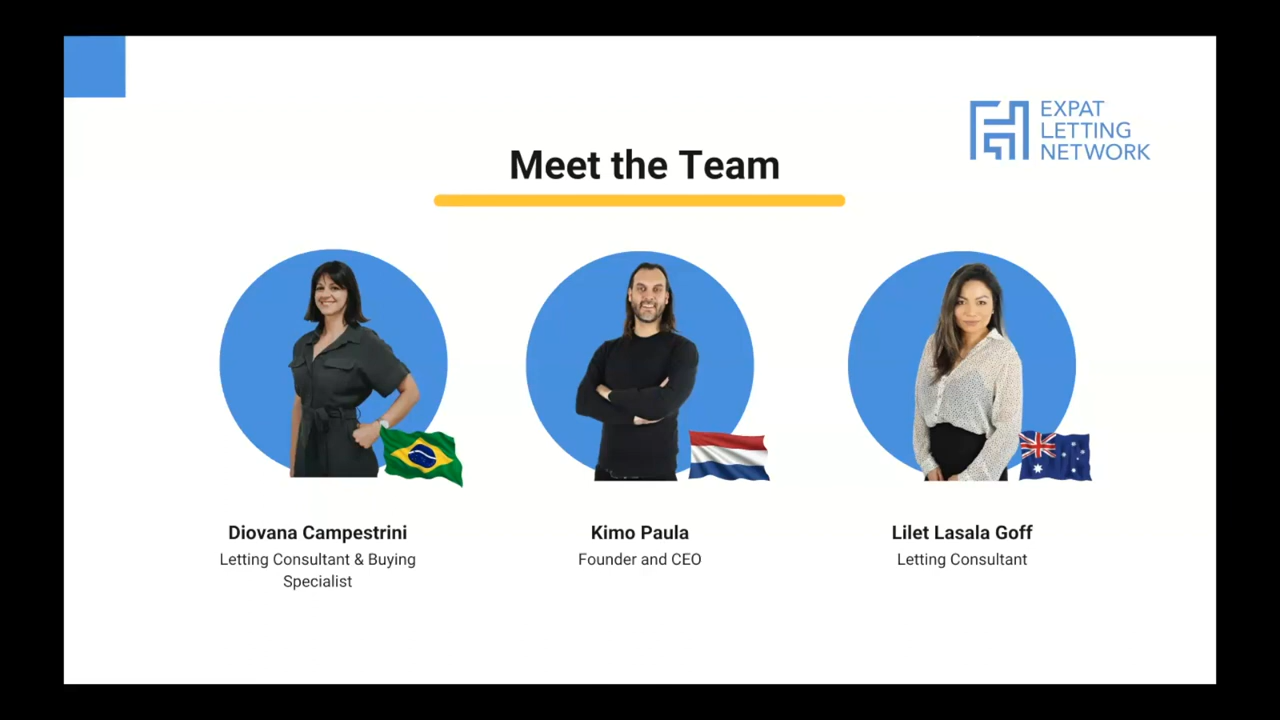 EXPAT
LETTING
NETWORK
Meet the Team
Diovana Campestrini
Letting Consultant & Buying
Specialist
Kimo Paula
Founder and CEO
Lilet Lasala Goff
Letting Consultant